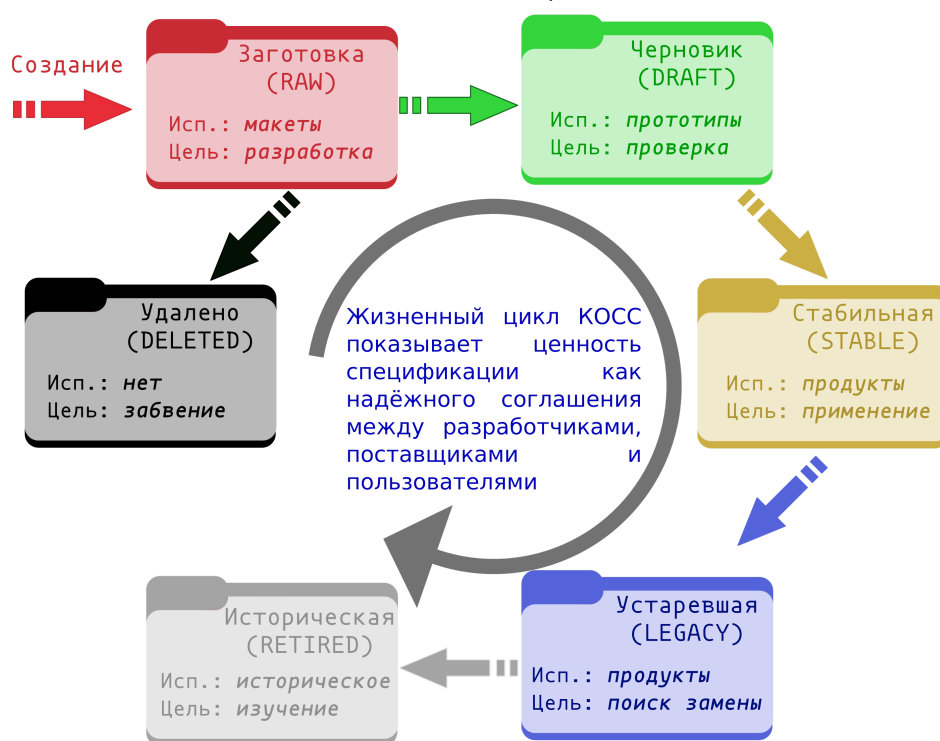 Создание
Заготовка
(RAW)
Исп.: макеты
Цель: разработка
Черновик
(DRAFT)
Исп.: прототипы
Цель: проверка
Удалено
(DELETED)
Исп.: нет
Цель: забвение
Жизненный цикл КОСС
показывает ценность
спецификации как
надёжного соглашения
между разработчиками,
поставщиками и
пользователями
Стабильная
(STABLE)
Исп.: продукты
Цель: применение
Историческая
(RETIRED)
Исп.: историческое
Цель: изучение
Устаревшая
(LEGACY)
Исп.: продукты
Цель: поиск замены